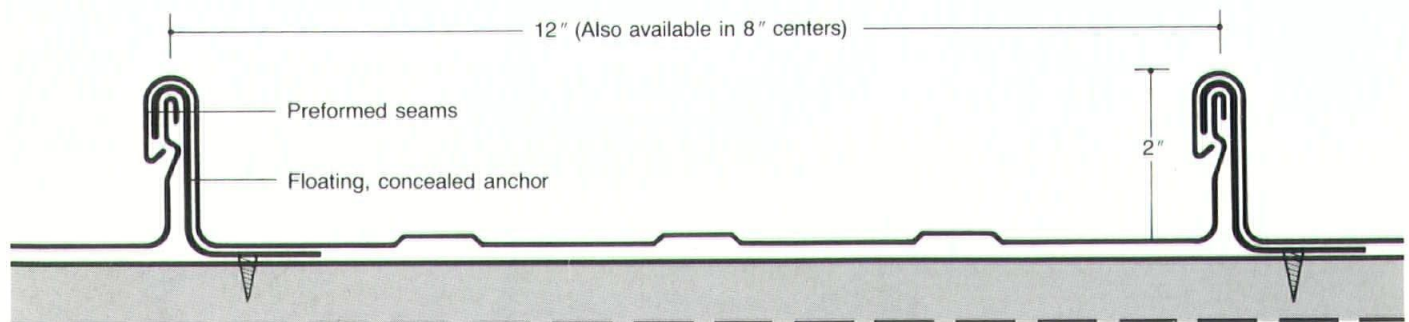 12" (Also available in 8" centers)
Preformed seams
2"
Floating, concealed anchor